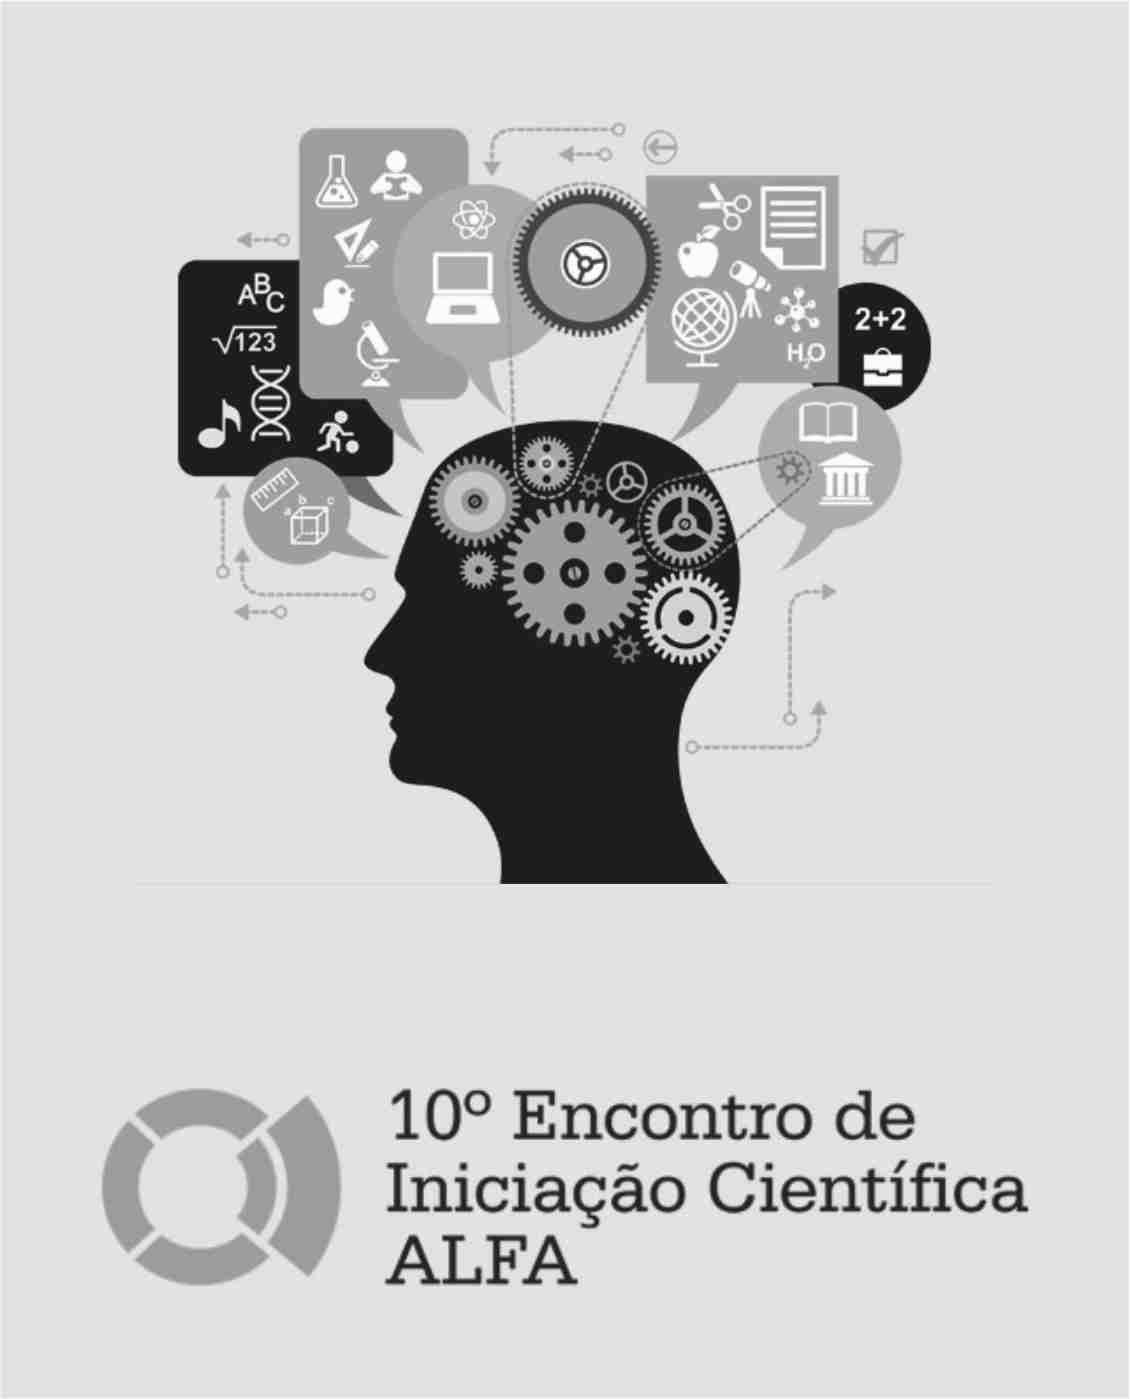 ABC
√123
2+2
H₂O
a b c
10º Encontro de
Iniciação Científica
ALFA